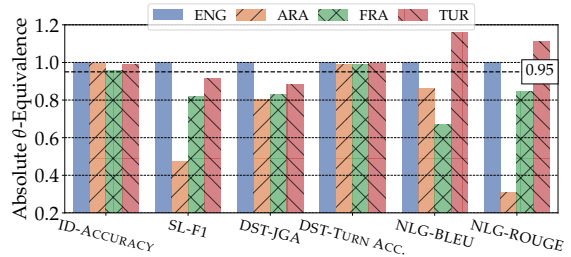 ENG ARA FRA TUR
Absolute θ-Equivalence
1.2
1.0
0.8
0.6
0.4
0.2
0.95
ID-ACCURACY
SL-F1
DST-JGA
DST-TURN ACC.
NLG-BLEU
NLG-ROUGE